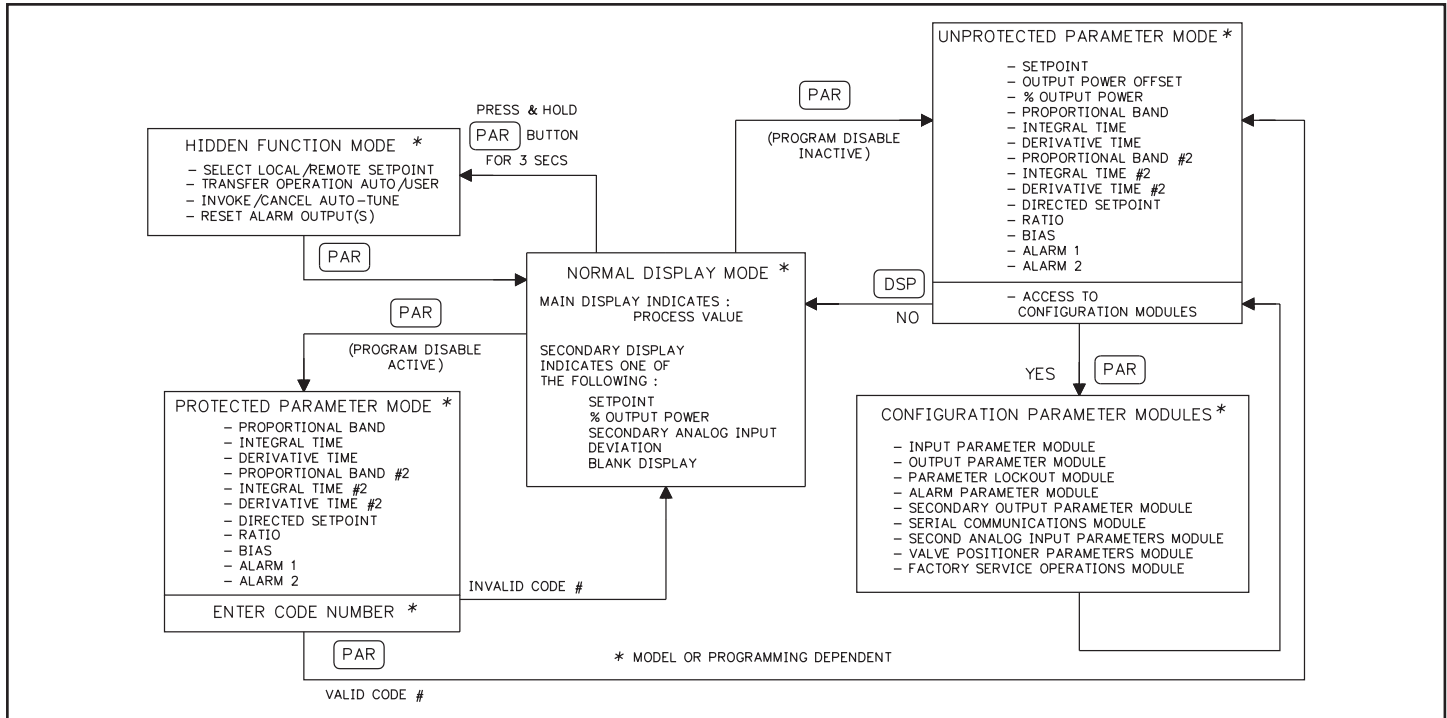 PRESS & HOLD
PAR BUTTON
FOR 3 SECS
HIDDEN FUNCTION MODE *
– SELECT LOCAL/REMOTE SETPOINT
– TRANSFER OPERATION AUTO/USER
– INVOKE/CANCEL AUTO-TUNE
– RESET ALARM OUTPUT(S)
PAR
PAR
(PROGRAM DISABLE
INACTIVE)
UNPROTECTED PARAMETER MODE *
– SETPOINT
– OUTPUT POWER OFFSET
– % OUTPUT POWER
– PROPORTIONAL BAND
– INTEGRAL TIME
– DERIVATIVE TIME
– PROPORTIONAL BAND #2
– INTEGRAL TIME #2
– DERIVATIVE TIME #2
– DIRECTED SETPOINT
– RATIO
– BIAS
– ALARM 1
– ALARM 2
– ACCESS TO
CONFIGURATION MODULES
NORMAL DISPLAY MODE *
MAIN DISPLAY INDICATES :
PROCESS VALUE
SECONDARY DISPLAY
INDICATES ONE OF
THE FOLLOWING :
SETPOINT
% OUTPUT POWER
SECONDARY ANALOG INPUT
DEVIATION
BLANK DISPLAY
DSP
NO
PAR
(PROGRAM DISABLE
ACTIVE)
YES
PAR
PROTECTED PARAMETER MODE *
– PROPORTIONAL BAND
– INTEGRAL TIME
– DERIVATIVE TIME
– PROPORTIONAL BAND #2
– INTEGRAL TIME #2
– DERIVATIVE TIME #2
– DIRECTED SETPOINT
– RATIO
– BIAS
– ALARM 1
– ALARM 2
ENTER CODE NUMBER *
INVALID CODE #
CONFIGURATION PARAMETER MODULES *
– INPUT PARAMETER MODULE
– OUTPUT PARAMETER MODULE
– PARAMETER LOCKOUT MODULE
– ALARM PARAMETER MODULE
– SECONDARY OUTPUT PARAMETER MODULE
– SERIAL COMMUNICATIONS MODULE
– SECOND ANALOG INPUT PARAMETERS MODULE
– VALVE POSITIONER PARAMETERS MODULE
– FACTORY SERVICE OPERATIONS MODULE
PAR
VALID CODE #
* MODEL OR PROGRAMMING DEPENDENT